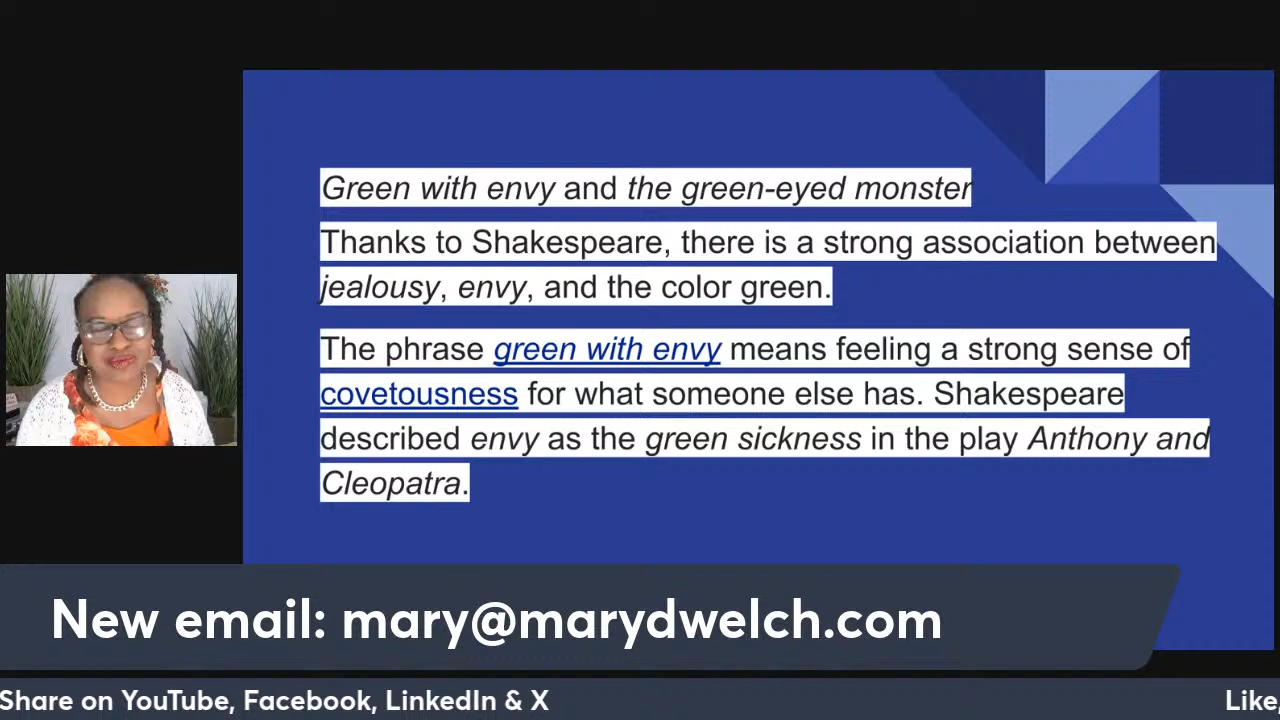 Green with envy and the green-eyed monster
Thanks to Shakespeare, there is a strong association between
jealousy, envy, and the color green.
The phrase green with envy means feeling a strong sense of
covetousness for what someone else has. Shakespeare
described envy as the green sickness in the play Anthony and
Cleopatra.
New email: mary@marydwelch.com
Share on YouTube, Facebook, LinkedIn & X
Like,